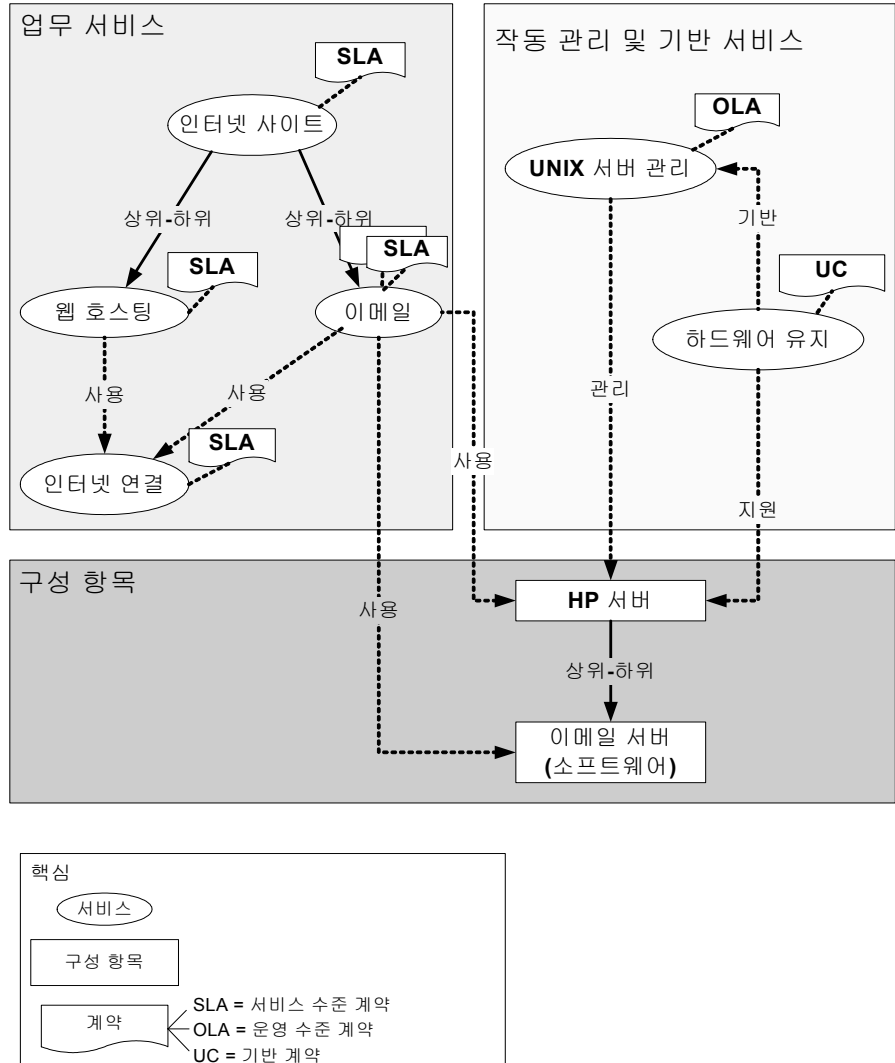 업무 서비스
SLA
인터넷 사이트
상위-하위
상위-하위
SLA
SLA
웹 호스팅
이메일
사용
사용
SLA
인터넷 연결
사용
작동 관리 및 기반 서비스
OLA
UNIX 서버 관리
기반
UC
하드웨어 유지
관리
지원
구성 항목
사용
HP 서버
상위-하위
이메일 서버
(소프트웨어)
핵심
서비스
구성 항목
계약
SLA = 서비스 수준 계약
OLA = 운영 수준 계약
UC = 기반 계약